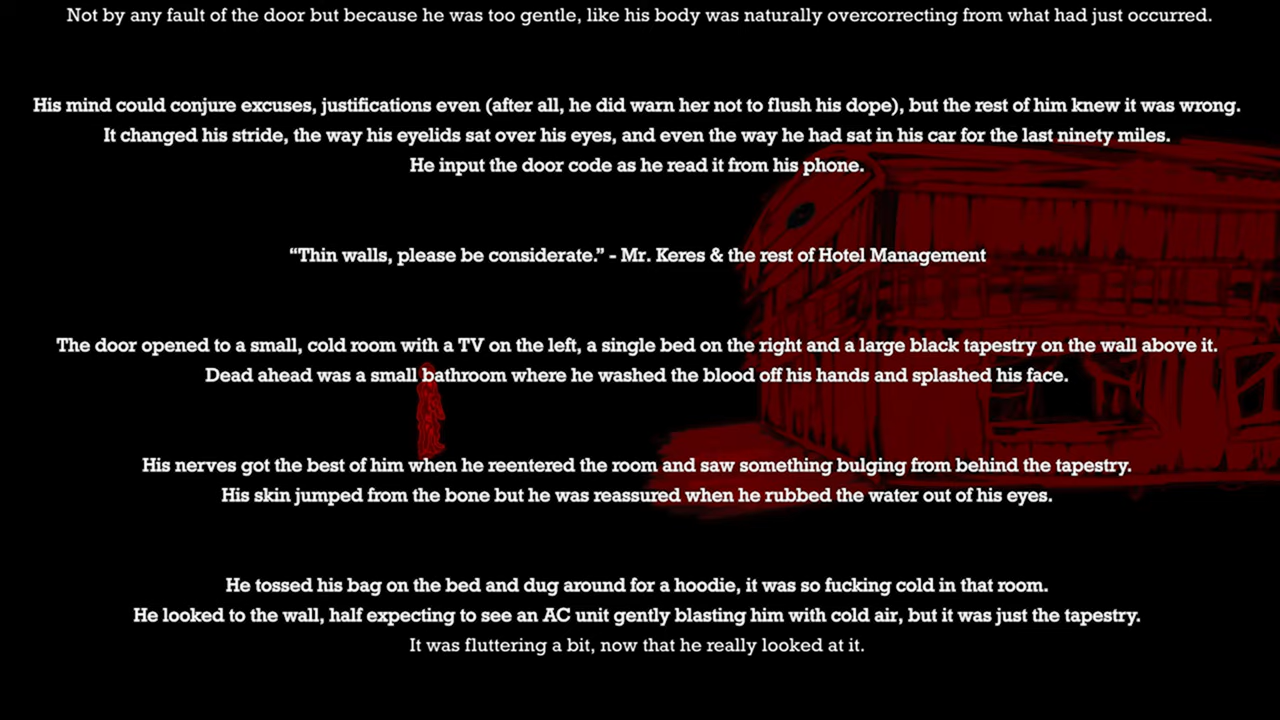 Not by any fault of the door but because he was too gentle, like his body was naturally overcorrecting from what had just occurred.
His mind could conjure excuses, justifications even (after all, he did warn her not to flush his dope), but the rest of him knew it was wrong.
It changed his stride, the way his eyelids sat over his eyes, and even the way he had sat in his car for the last ninety miles.
He input the door code as he read it from his phone.
“Thin walls, please be considerate.” - Mr. Keres & the rest of Hotel Management
The door opened to a small, cold room with a TV on the left, a single bed on the right and a large black tapestry on the wall above it.
Dead ahead was a small bathroom where he washed the blood off his hands and splashed his face.
His nerves got the best of him when he reentered the room and saw something bulging from behind the tapestry.
His skin jumped from the bone but he was reassured when he rubbed the water out of his eyes.
He tossed his bag on the bed and dug around for a hoodie, it was so fucking cold in that room.
He looked to the wall, half expecting to see an AC unit gently blasting him with cold air, but it was just the tapestry.
It was fluttering a bit, now that he really looked at it.